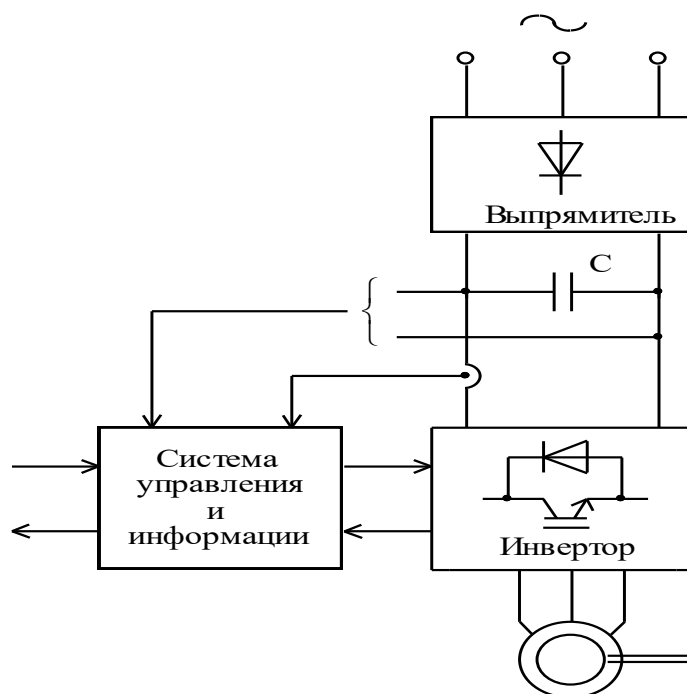 Выпрямитель
С
Система
управления
и
информации
Инвертор